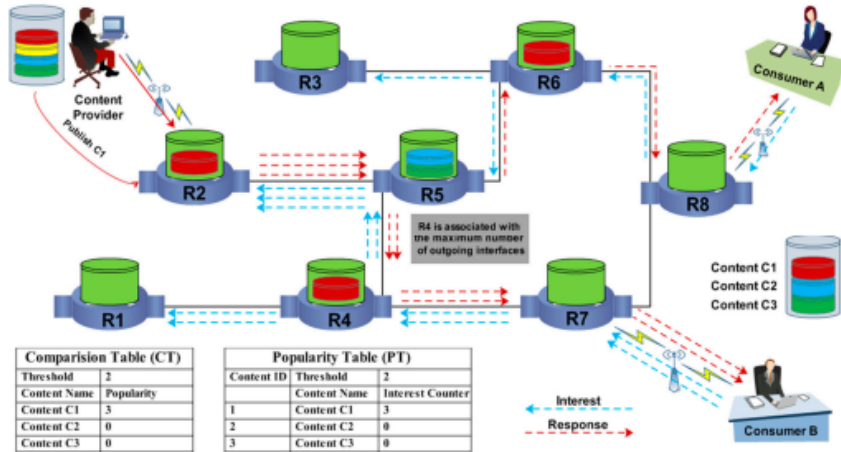 Content
Provider
Publish C1
R3
R6
Consumer A
R2
R5
R8
R4 is associated with
the maximum number
of outgoing interfaces
Content C1
Content C2
Content C3
R1
R4
R7
Comparision Table (CT)
Threshold 2
Content Name Popularity
Content C1 3
Content C2 0
Content C3 0
Popularity Table (PT)
Content ID Threshold 2
Content Name Interest Counter
1 Content C1 3
2 Content C2 0
3 Content C3 0
Interest
Response
Consumer B